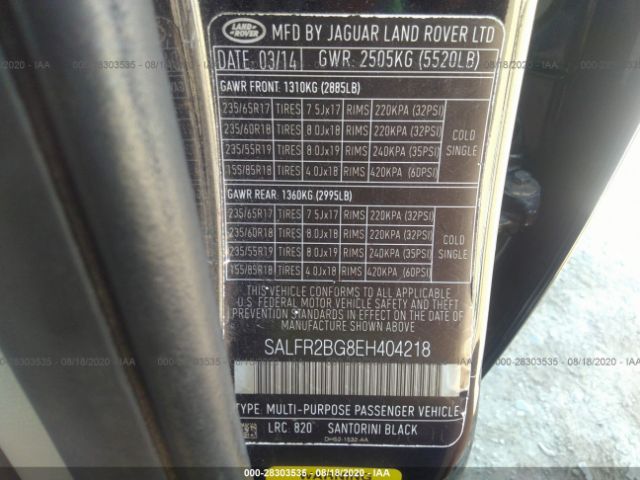 LAND ROVER
MFD BY JAGUAR LAND ROVER LTD
DATE: 03/14 GWR: 2505KG (5520LB)
GAWR FRONT: 1310KG (2885LB)
235/65R17 TIRES 7.5Jx17 RIMS 220KPA (32PSI)
235/60R18 TIRES 8.0Jx18 RIMS 220KPA (32PSI)
235/55R19 TIRES 8.0Jx19 RIMS 240KPA (35PSI)
155/85R18 TIRES 4.0Jx18 RIMS 420KPA (60PSI)
COLD
SINGLE
GAWR REAR: 1360KG (2995LB)
235/65R17 TIRES 7.5Jx17 RIMS 220KPA (32PSI)
235/60R18 TIRES 8.0Jx18 RIMS 220KPA (32PSI)
235/55R19 TIRES 8.0Jx19 RIMS 240KPA (35PSI)
155/85R18 TIRES 4.0Jx18 RIMS 420KPA (60PSI)
COLD
SINGLE
THIS VEHICLE CONFORMS TO ALL APPLICABLE
U.S. FEDERAL MOTOR VEHICLE SAFETY AND THEFT
PREVENTION STANDARDS IN EFFECT ON THE DATE OF
MANUFACTURE SHOWN ABOVE
SALFR2BG8EH404218
TYPE: MULTI-PURPOSE PASSENGER VEHICLE
LRC: 820 SANTORINI BLACK
WARNING
000-28303535 - 08/18/2020 - IAA